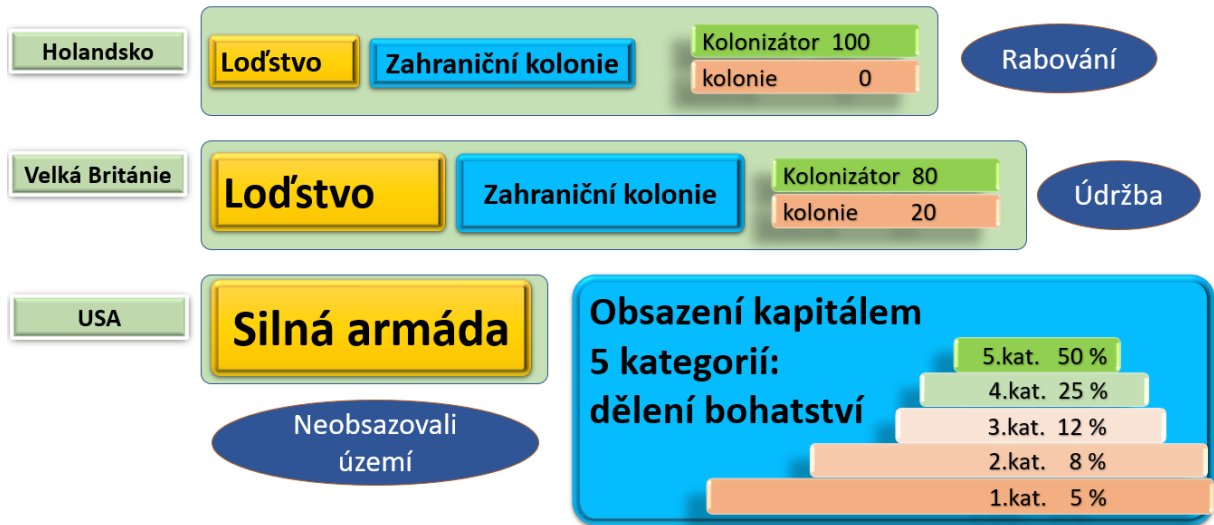 Holandsko
Loďstvo
Zahraniční kolonie
Kolonizátor 100
kolonie 0
Rabování
Velká Británie
Loďstvo
Zahraniční kolonie
Kolonizátor 80
kolonie 20
Údržba
USA
Silná armáda
Neobsazovali
území
Obsazení kapitálem
5 kategorií:
dělení bohatství
5.kat. 50 %
4.kat. 25 %
3.kat. 12 %
2.kat. 8 %
1.kat. 5 %